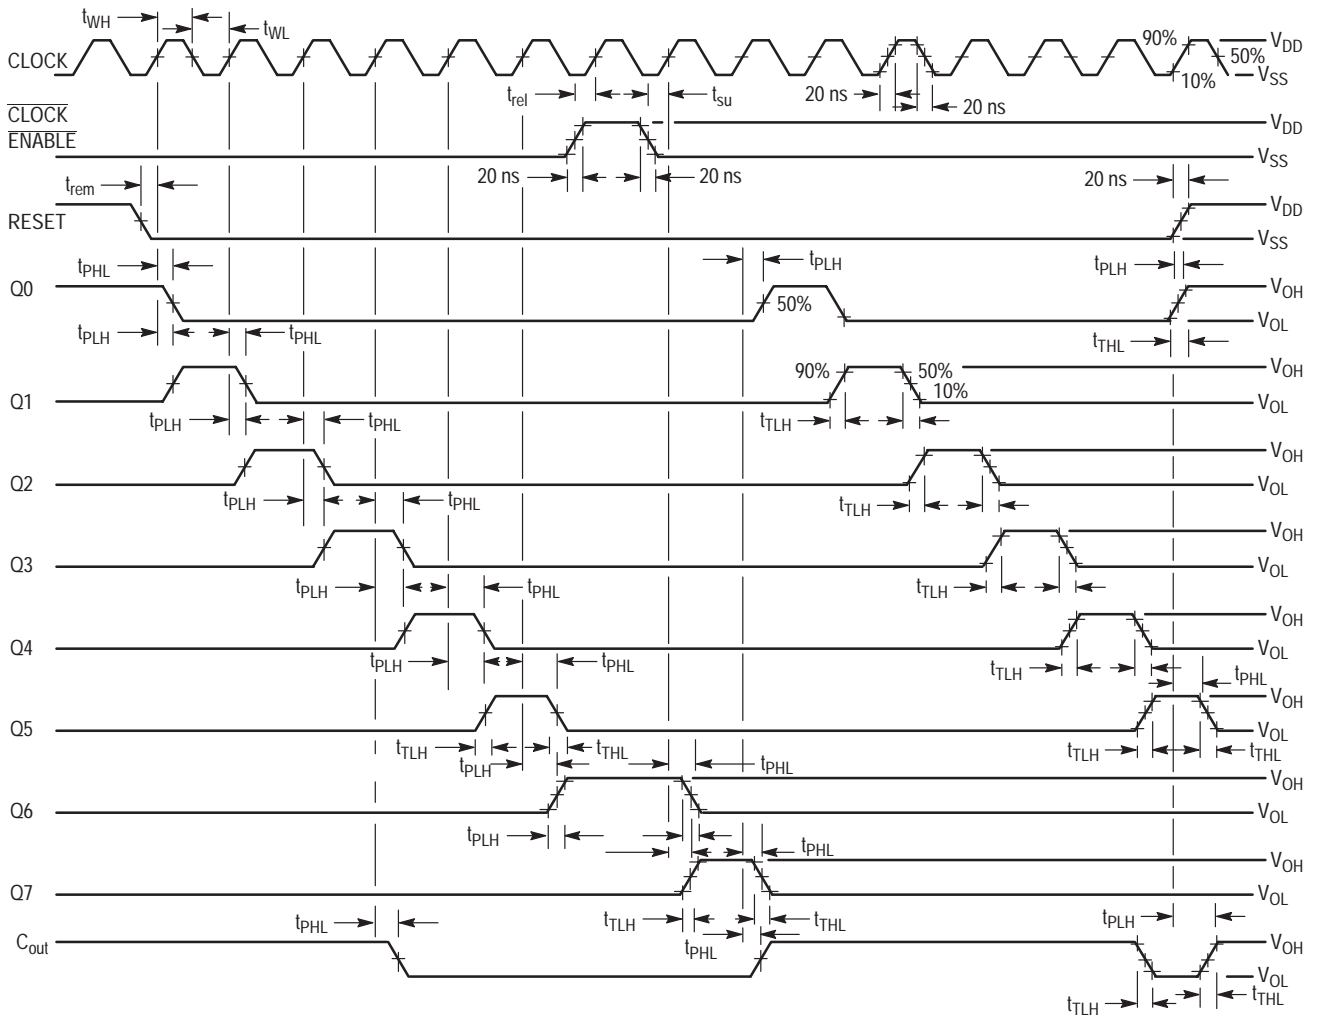 tWH
tWL
CLOCK
90%
50%
10%
VDD
VSS
trel
tsu
20 ns
20 ns
CLOCK
ENABLE
VDD
VSS
20 ns
20 ns
trem
20 ns
RESET
VDD
VSS
tPHL
tPLH
tPLH
Q0
50%
VOH
VOL
tPLH
tPHL
tTHL
Q1
90%
50%
10%
VOH
VOL
tPLH
tPHL
tTLH
Q2
VOH
VOL
tPLH
tPHL
tTLH
Q3
VOH
VOL
tPLH
tPHL
tTLH
Q4
VOH
VOL
tPLH
tPHL
tTLH
tPHL
Q5
VOH
VOL
tTLH
tTHL
tTLH
tTHL
tPLH
tPHL
Q6
VOH
VOL
tPLH
tPHL
Q7
VOH
VOL
tPHL
tTLH
tTHL
tPLH
tPHL
Cout
VOH
VOL
tTLH
tTHL